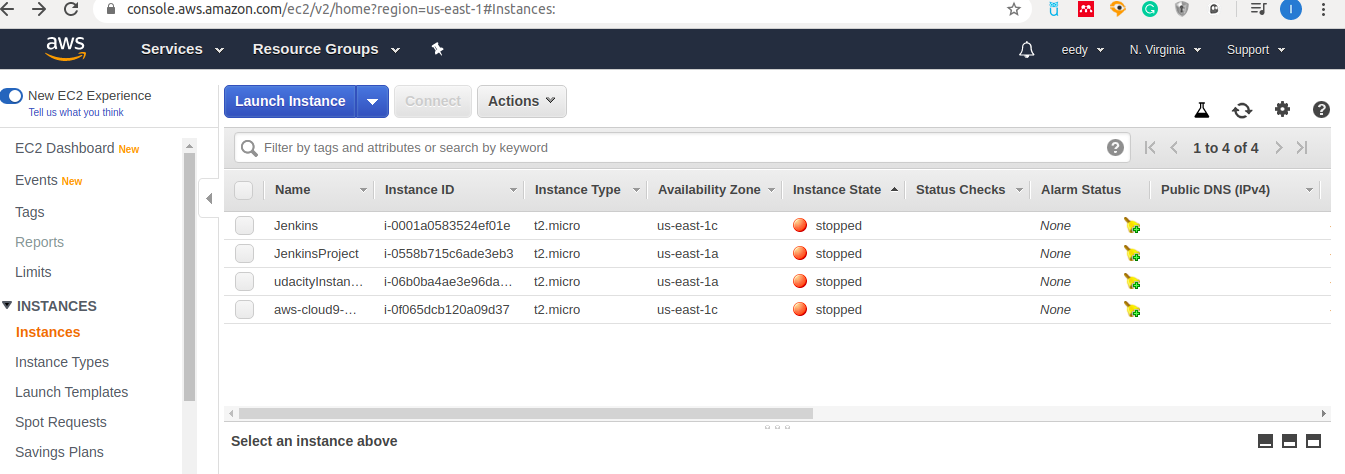 console.aws.amazon.com/ec2/v2/home?region=us-east-1#Instances:
aws Services Resource Groups eedy N. Virginia Support
New EC2 Experience
Tell us what you think
Launch Instance Connect Actions
EC2 Dashboard New
Events New
Tags
Reports
Limits
INSTANCES
Instances
Instance Types
Launch Templates
Spot Requests
Savings Plans
Filter by tags and attributes or search by keyword 1 to 4 of 4
Name Instance ID Instance Type Availability Zone Instance State Status Checks Alarm Status Public DNS (IPv4)
Jenkins i-0001a0583524ef01e t2.micro us-east-1c stopped None
JenkinsProject i-0558b715c6ade3eb3 t2.micro us-east-1a stopped None
udacityInstan... i-06b0ba4ae3e96da... t2.micro us-east-1a stopped None
aws-cloud9-... i-0f065dcb120a09d37 t2.micro us-east-1c stopped None
Select an instance above